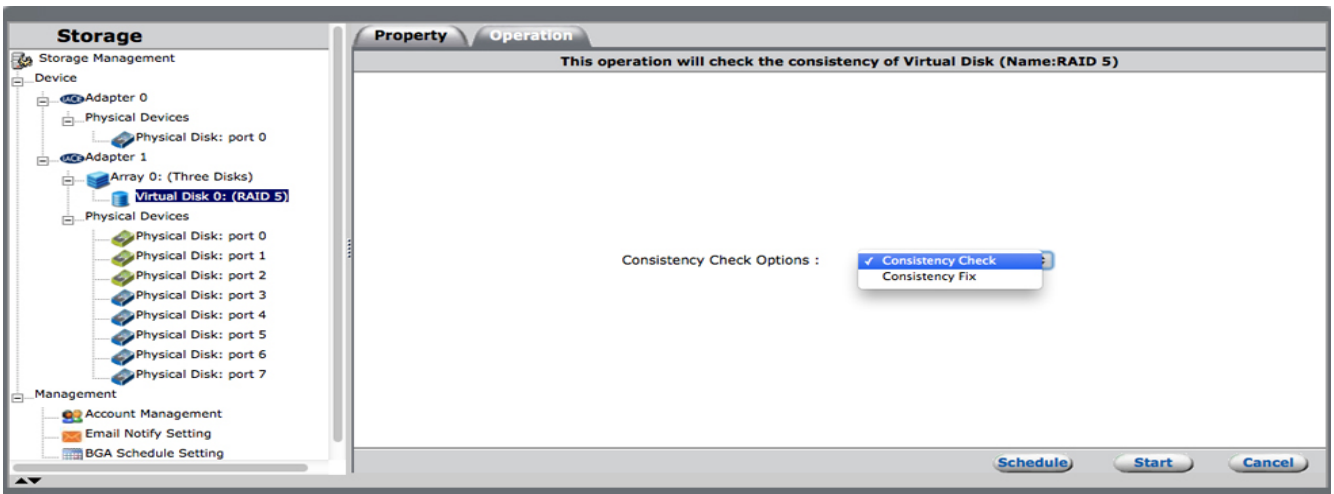 Storage
Storage Management
Device
Adapter 0
Physical Devices
Physical Disk: port 0
Adapter 1
Array 0: (Three Disks)
Virtual Disk 0: (RAID 5)
Physical Devices
Physical Disk: port 0
Physical Disk: port 1
Physical Disk: port 2
Physical Disk: port 3
Physical Disk: port 4
Physical Disk: port 5
Physical Disk: port 6
Physical Disk: port 7
Management
Account Management
Email Notify Setting
BGA Schedule Setting
Property
Operation
This operation will check the consistency of Virtual Disk (Name:RAID 5)
Consistency Check Options :
✓ Consistency Check
Consistency Fix
Schedule
Start
Cancel